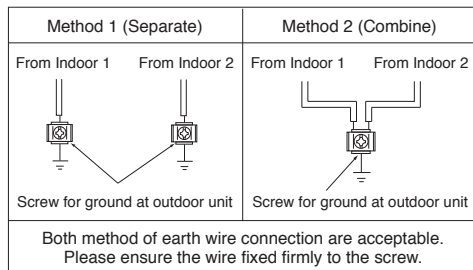 Method 1 (Separate)
Method 2 (Combine)
From Indoor 1
From Indoor 2
From Indoor 1
From Indoor 2
Screw for ground at outdoor unit
Screw for ground at outdoor unit
Both method of earth wire connection are acceptable.
Please ensure the wire fixed firmly to the screw.